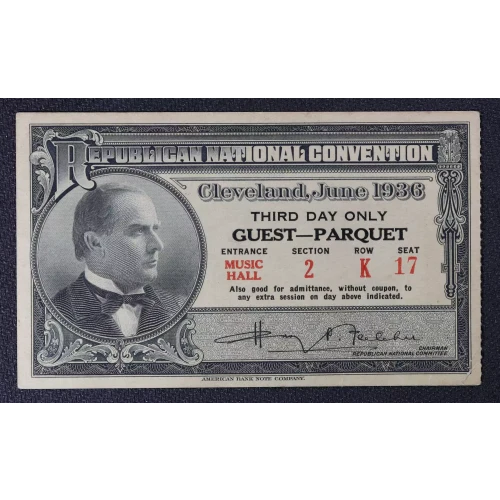 REPUBLICAN NATIONAL CONVENTION
Cleveland, June 1936
THIRD DAY ONLY
GUEST—PARQUET
ENTRANCE SECTION ROW SEAT
MUSIC HALL 2 K 17
Also good for admittance, without coupon, to
any extra session on day above indicated.
Henry P. Fletcher
CHAIRMAN
REPUBLICAN NATIONAL COMMITTEE.
AMERICAN BANK NOTE COMPANY.